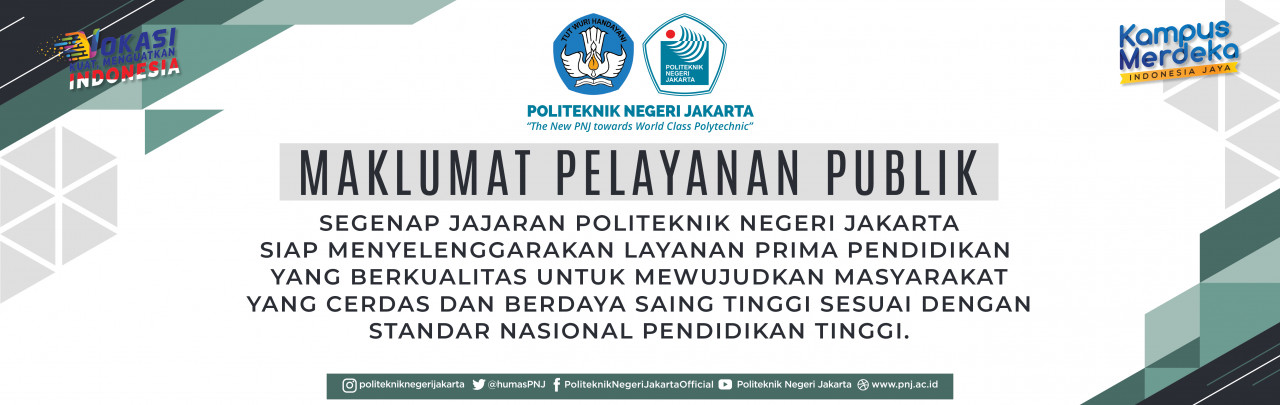 VOKASI
KUAT, MENGUATKAN
INDONESIA
TUT WURI HANDAYANI
POLITEKNIK
NEGERI
JAKARTA
Kampus
Merdeka
INDONESIA JAYA
POLITEKNIK NEGERI JAKARTA
"The New PNJ towards World Class Polytechnic"
MAKLUMAT PELAYANAN PUBLIK
SEGENAP JAJARAN POLITEKNIK NEGERI JAKARTA
SIAP MENYELENGGARAKAN LAYANAN PRIMA PENDIDIKAN
YANG BERKUALITAS UNTUK MEWUJUDKAN MASYARAKAT
YANG CERDAS DAN BERDAYA SAING TINGGI SESUAI DENGAN
STANDAR NASIONAL PENDIDIKAN TINGGI.
politekniknegerijakarta @humasPNJ PoliteknikNegeriJakartaOfficial Politeknik Negeri Jakarta www.pnj.ac.id